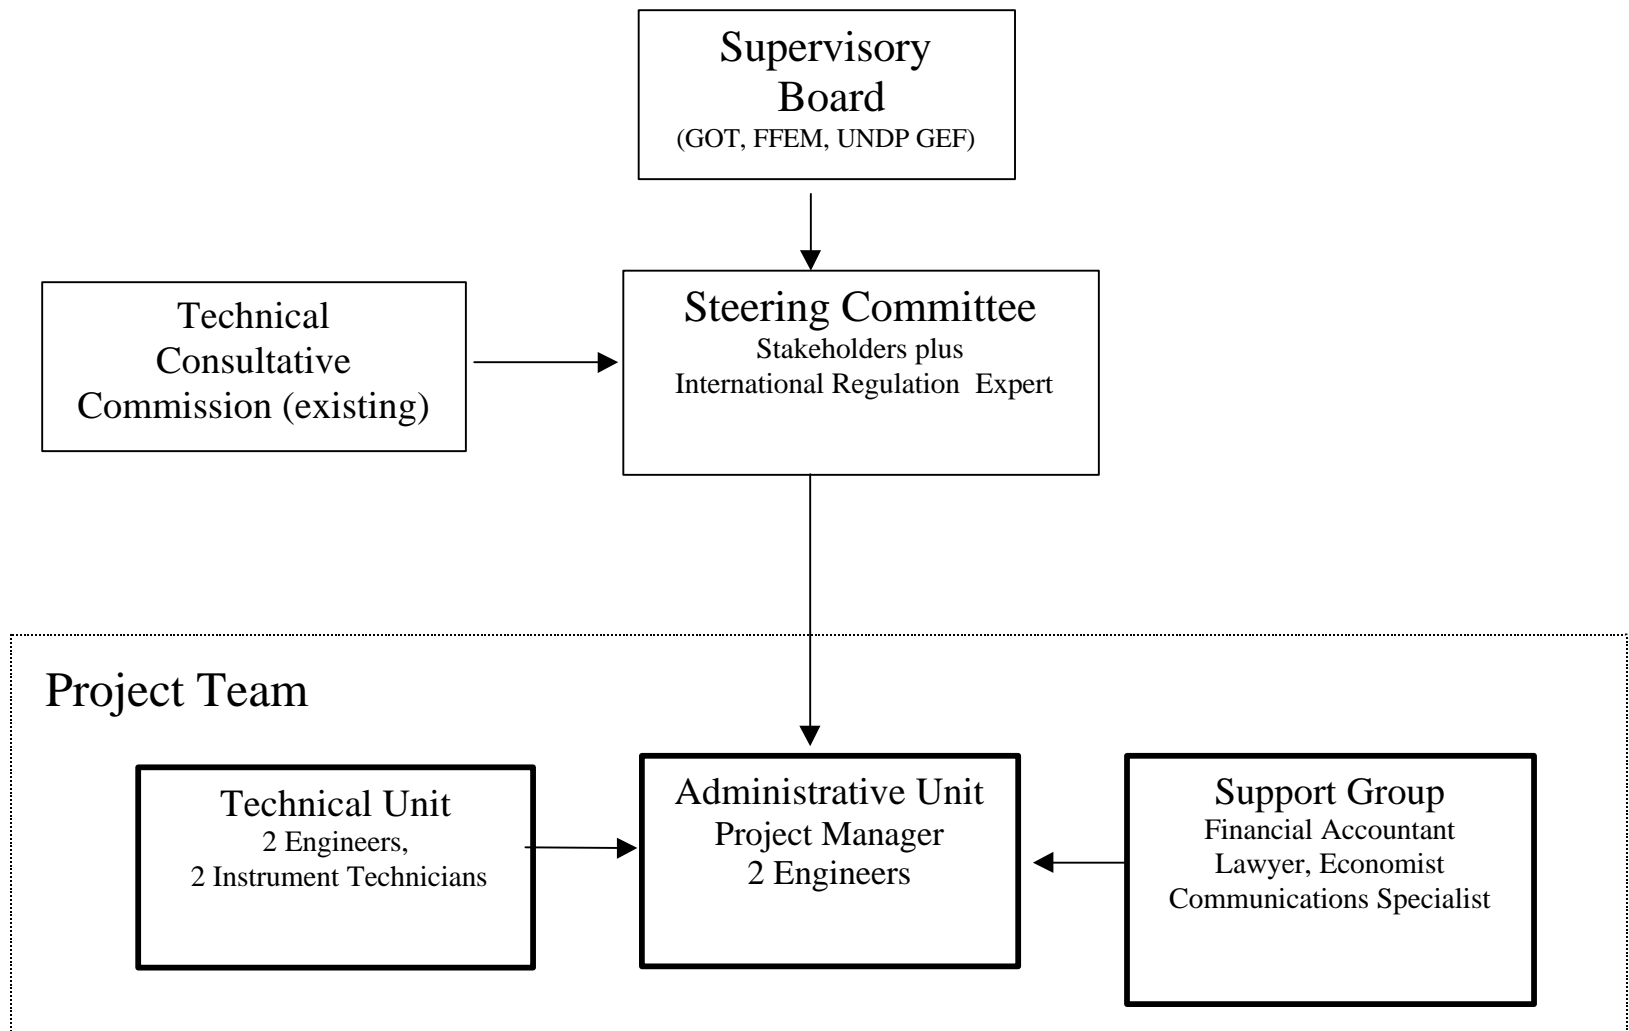 Supervisory
Board
(GOT, FFEM, UNDP GEF)
Technical
Consultative
Commission (existing)
Steering Committee
Stakeholders plus
International Regulation  Expert
Project Team
Technical Unit
2 Engineers,
2 Instrument Technicians
Administrative Unit
Project Manager
2 Engineers
Support Group
Financial Accountant
Lawyer, Economist
Communications Specialist